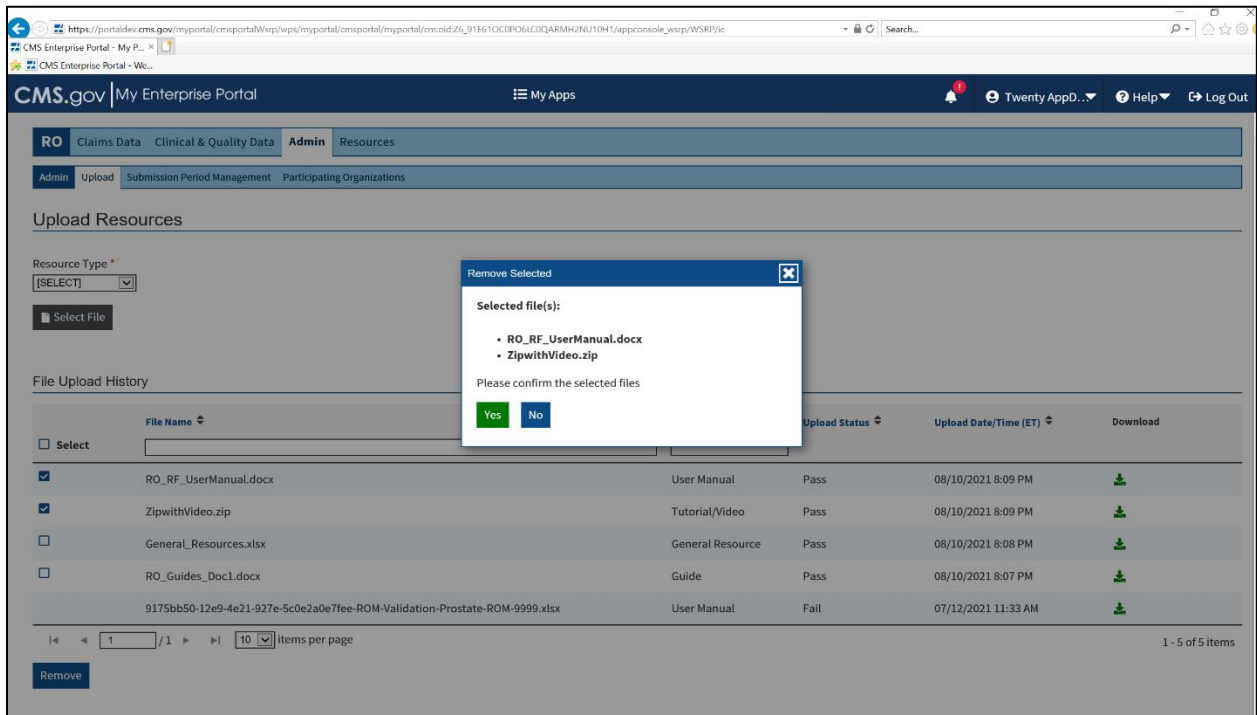 https://portaldev.cms.gov/myportal/cmsportalWsrp/wps/myportal/cmsportal/myportal/cm:oid:Z6_91E61OC0PO6LC0QARMH2NU10H1/appconsole_wsrp/WSRP/ic
Search...
CMS Enterprise Portal - My P...
CMS Enterprise Portal - We...
CMS.gov My Enterprise Portal
My Apps
!
Twenty AppD...
Help
Log Out
RO Claims Data Clinical & Quality Data Admin Resources
Admin Upload Submission Period Management Participating Organizations
Upload Resources
Resource Type *
[SELECT]
Select File
Remove Selected
Selected file(s):
• RO_RF_UserManual.docx
• ZipwithVideo.zip
Please confirm the selected files
Yes No
File Upload History
File Name Upload Status Upload Date/Time (ET) Download
Select
RO_RF_UserManual.docx User Manual Pass 08/10/2021 8:09 PM
ZipwithVideo.zip Tutorial/Video Pass 08/10/2021 8:09 PM
General_Resources.xlsx General Resource Pass 08/10/2021 8:08 PM
RO_Guides_Doc1.docx Guide Pass 08/10/2021 8:07 PM
9175bb50-12e9-4e21-927e-5c0e2a0e7fee-ROM-Validation-Prostate-ROM-9999.xlsx User Manual Fail 07/12/2021 11:33 AM
1 / 1 10 items per page 1 - 5 of 5 items
Remove